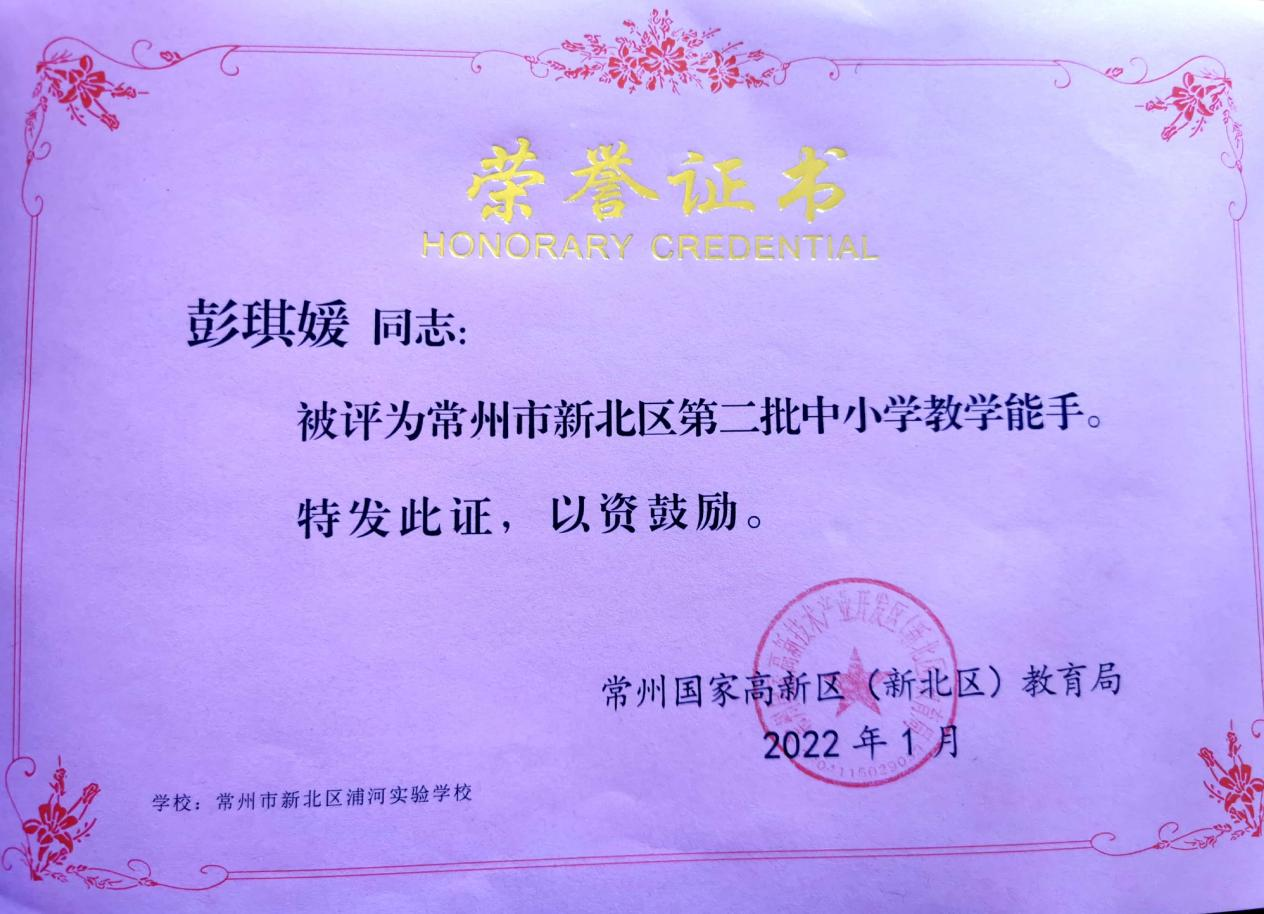 荣誉证书
HONORARY CREDENTIAL
彭琪媛 同志:
被评为常州市新北区第二批中小学教学能手。
特发此证，以资鼓励。
常州国家高新区（新北区）教育局
2022 年 1 月
学校：常州市新北区浦河实验学校